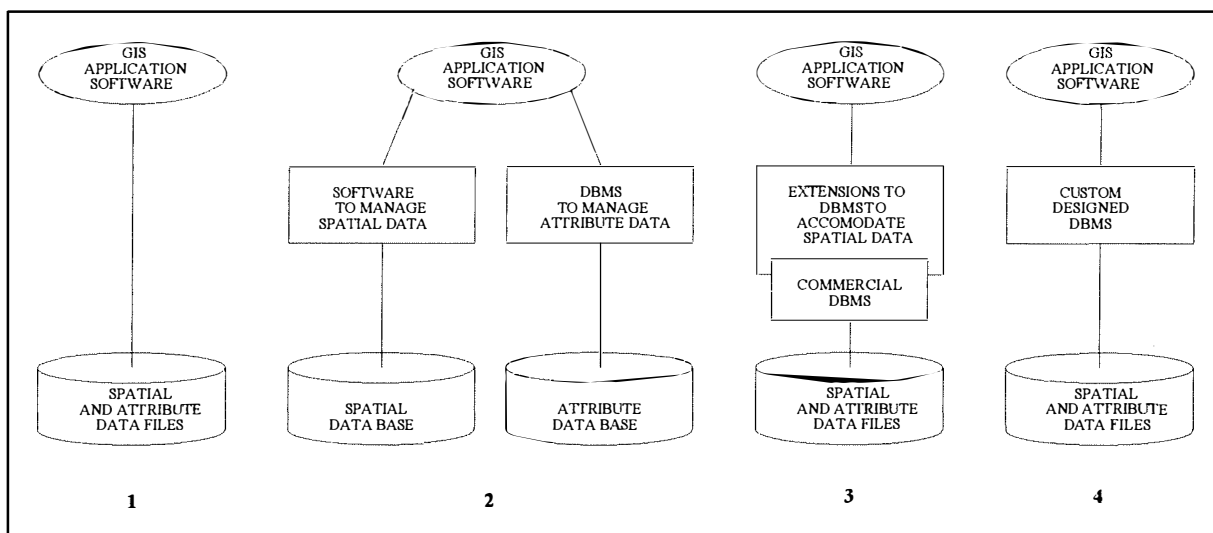 GIS
APPLICATION
SOFTWARE
SPATIAL
AND ATTRIBUTE
DATA FILES
1
GIS
APPLICATION
SOFTWARE
SOFTWARE
TO MANAGE
SPATIAL DATA
DBMS
TO MANAGE
ATTRIBUTE DATA
SPATIAL
DATA BASE
ATTRIBUTE
DATA BASE
2
GIS
APPLICATION
SOFTWARE
EXTENSIONS TO
DBMSTO
ACCOMODATE
SPATIAL DATA
COMMERCIAL
DBMS
SPATIAL
AND ATTRIBUTE
DATA FILES
3
GIS
APPLICATION
SOFTWARE
CUSTOM
DESIGNED
DBMS
SPATIAL
AND ATTRIBUTE
DATA FILES
4